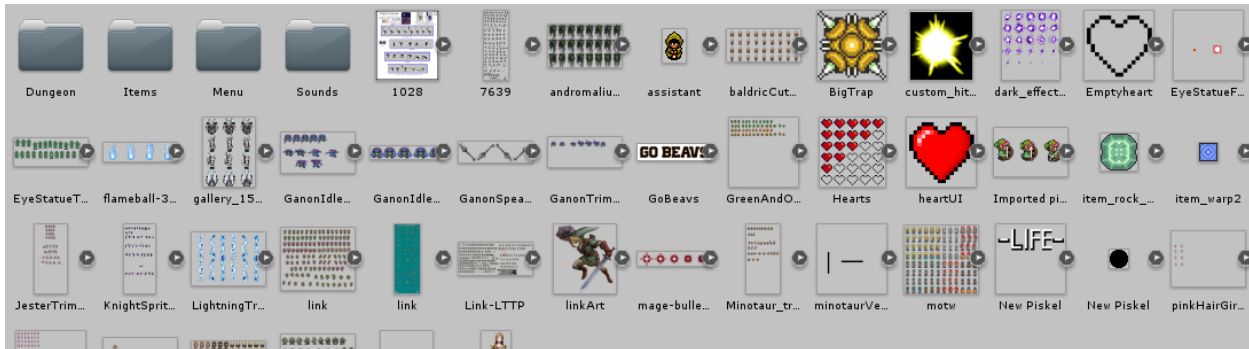 Dungeon
Items
Menu
Sounds
1028
7639
andromaliu...
assistant
baldricCut...
BigTrap
custom_hit...
dark_effect...
Emptyheart
EyeStatueF...
GO BEAVS
EyeStatueT...
flameball-3...
gallery_15...
GanonIdle...
GanonIdle...
GanonSpea...
GanonTrim...
GoBeavs
GreenAndO...
Hearts
heartUI
Imported pi...
item_rock_...
item_warp2
-LIFE-
JesterTrim...
KnightSprit...
LightningTr...
link
link
Link-LTTP
linkArt
mage-bulle...
Minotaur_tr...
minotaurVe...
motw
New Piskel
New Piskel
pinkHairGir...